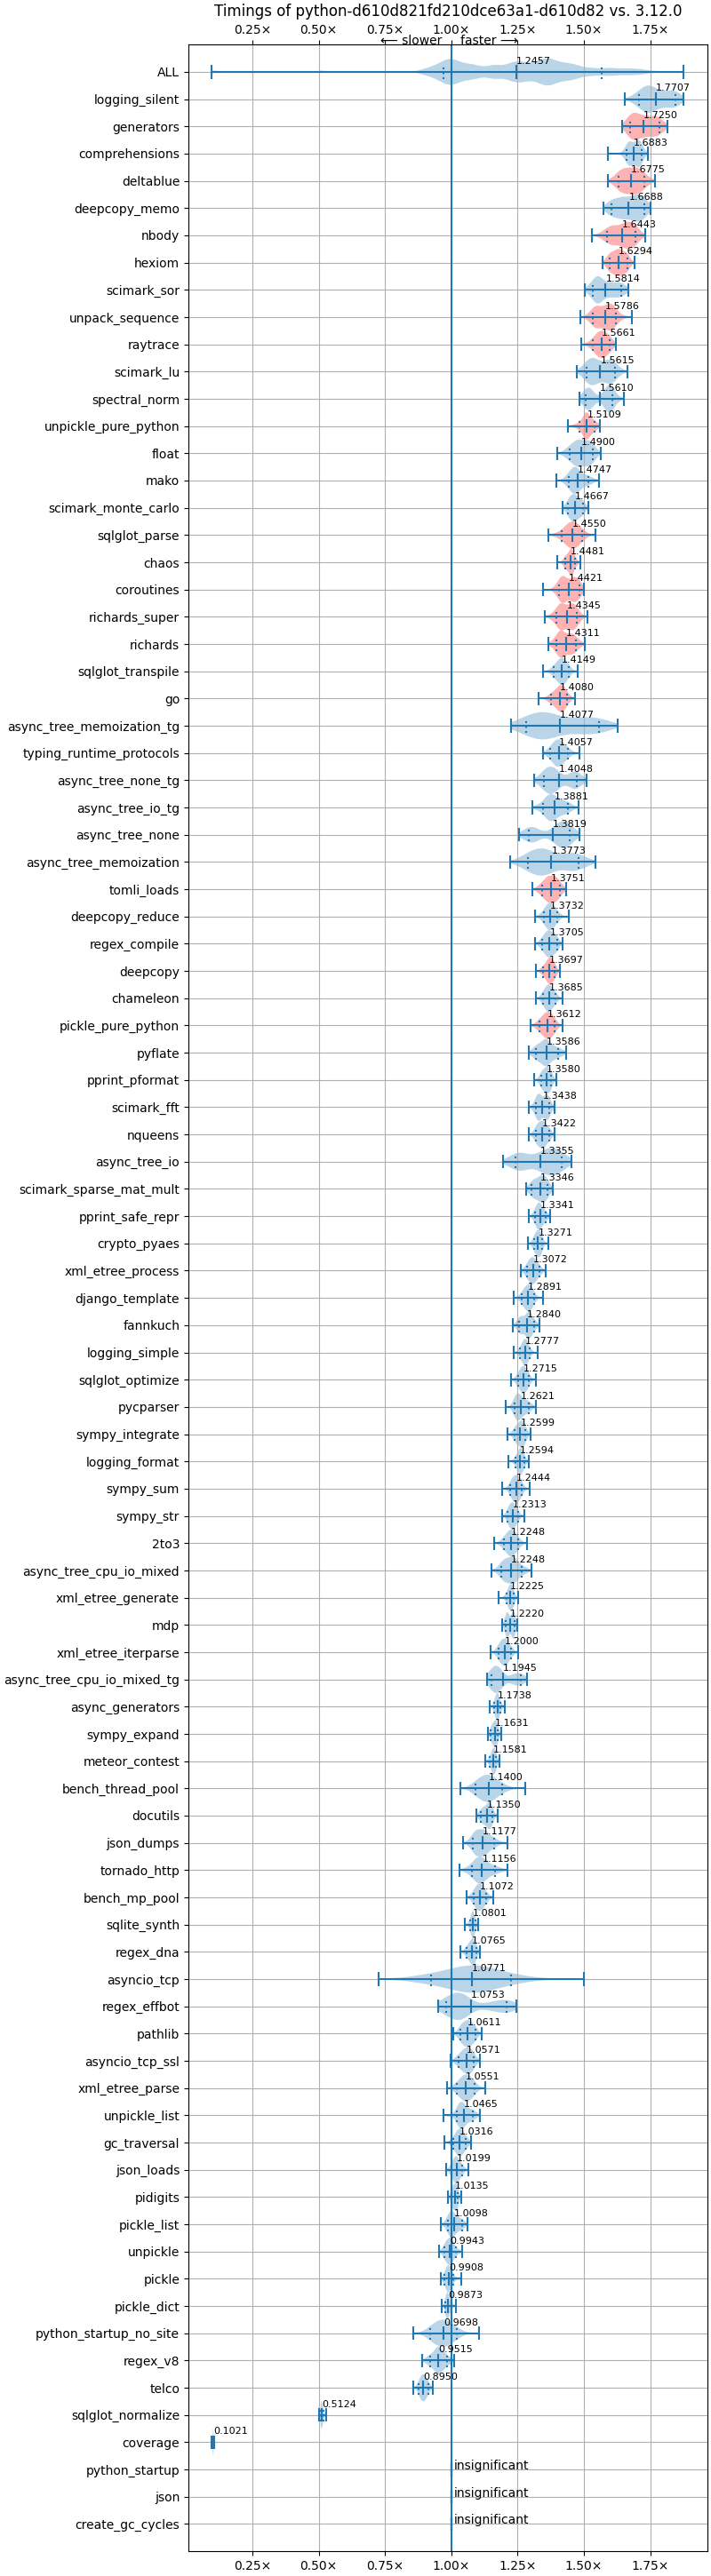 Timings of python-d610d821fd210dce63a1-d610d82 vs. 3.12.0
0.25× 0.50× 0.75× 1.00× 1.25× 1.50× 1.75×
⟵ slower faster ⟶
ALL 1.2457
logging_silent 1.7707
generators 1.7250
comprehensions 1.6883
deltablue 1.6775
deepcopy_memo 1.6688
nbody 1.6443
hexiom 1.6294
scimark_sor 1.5814
unpack_sequence 1.5786
raytrace 1.5661
scimark_lu 1.5615
spectral_norm 1.5610
unpickle_pure_python 1.5109
float 1.4900
mako 1.4747
scimark_monte_carlo 1.4667
sqlglot_parse 1.4550
chaos 1.4481
coroutines 1.4421
richards_super 1.4345
richards 1.4311
sqlglot_transpile 1.4149
go 1.4080
async_tree_memoization_tg 1.4077
typing_runtime_protocols 1.4057
async_tree_none_tg 1.4048
async_tree_io_tg 1.3881
async_tree_none 1.3819
async_tree_memoization 1.3773
tomli_loads 1.3751
deepcopy_reduce 1.3732
regex_compile 1.3705
deepcopy 1.3697
chameleon 1.3685
pickle_pure_python 1.3612
pyflate 1.3586
pprint_pformat 1.3580
scimark_fft 1.3438
nqueens 1.3422
async_tree_io 1.3355
scimark_sparse_mat_mult 1.3346
pprint_safe_repr 1.3341
crypto_pyaes 1.3271
xml_etree_process 1.3072
django_template 1.2891
fannkuch 1.2840
logging_simple 1.2777
sqlglot_optimize 1.2715
pycparser 1.2621
sympy_integrate 1.2599
logging_format 1.2594
sympy_sum 1.2444
sympy_str 1.2313
2to3 1.2248
async_tree_cpu_io_mixed 1.2248
xml_etree_generate 1.2225
mdp 1.2220
xml_etree_iterparse 1.2000
async_tree_cpu_io_mixed_tg 1.1945
async_generators 1.1738
sympy_expand 1.1631
meteor_contest 1.1581
bench_thread_pool 1.1400
docutils 1.1350
json_dumps 1.1177
tornado_http 1.1156
bench_mp_pool 1.1072
sqlite_synth 1.0801
regex_dna 1.0765
asyncio_tcp 1.0771
regex_effbot 1.0753
pathlib 1.0611
asyncio_tcp_ssl 1.0571
xml_etree_parse 1.0551
unpickle_list 1.0465
gc_traversal 1.0316
json_loads 1.0199
pidigits 1.0135
pickle_list 1.0098
unpickle 0.9943
pickle 0.9908
pickle_dict 0.9873
python_startup_no_site 0.9698
regex_v8 0.9515
telco 0.8950
sqlglot_normalize 0.5124
coverage 0.1021
python_startup insignificant
json insignificant
create_gc_cycles insignificant
0.25× 0.50× 0.75× 1.00× 1.25× 1.50× 1.75×